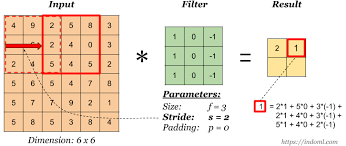 Input Filter Result
4 9 2 5 8 3
2 4 0 3
2 4 5 4 5 2
5 6 5 4 7 8
5 7 7 9 2 1
5 8 5 3 8 4
Dimension: 6 x 6
*
1 0 -1
1 0 -1
1 0 -1
Parameters:
Size: f = 3
Stride: s = 2
Padding: p = 0
=
2 1
1 = 2*1 + 5*0 + 3*(-1) +
2*1 + 4*0 + 3*(-1) +
5*1 + 4*0 + 2*(-1)
https://indoml.com